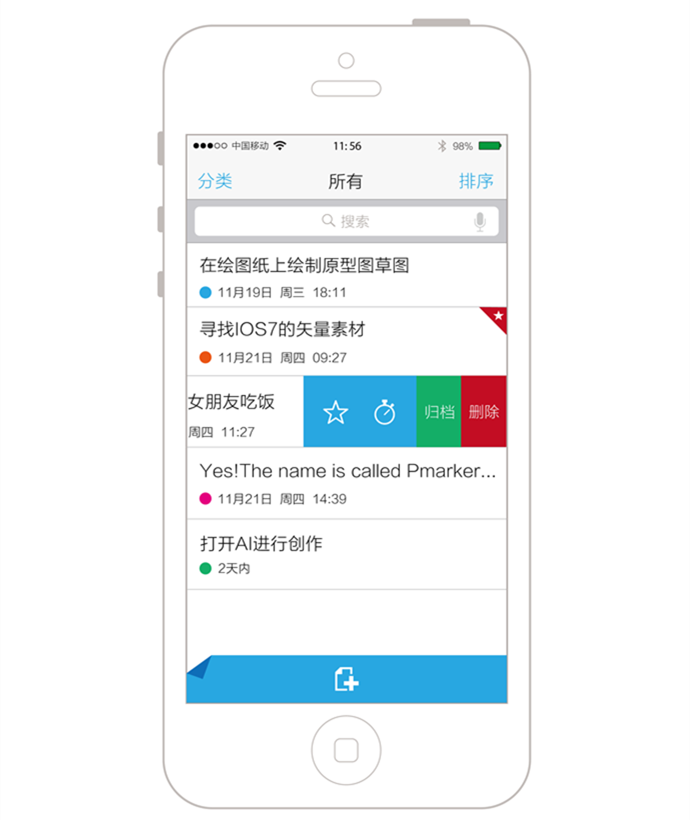 中国移动 11:56 98%
分类 所有 排序
搜索
在绘图纸上绘制原型图草图
11月19日 周三 18:11
寻找IOS7的矢量素材
11月21日 周四 09:27
女朋友吃饭
周四 11:27
归档 删除
Yes!The name is called Pmarker...
11月21日 周四 14:39
打开AI进行创作
2天内